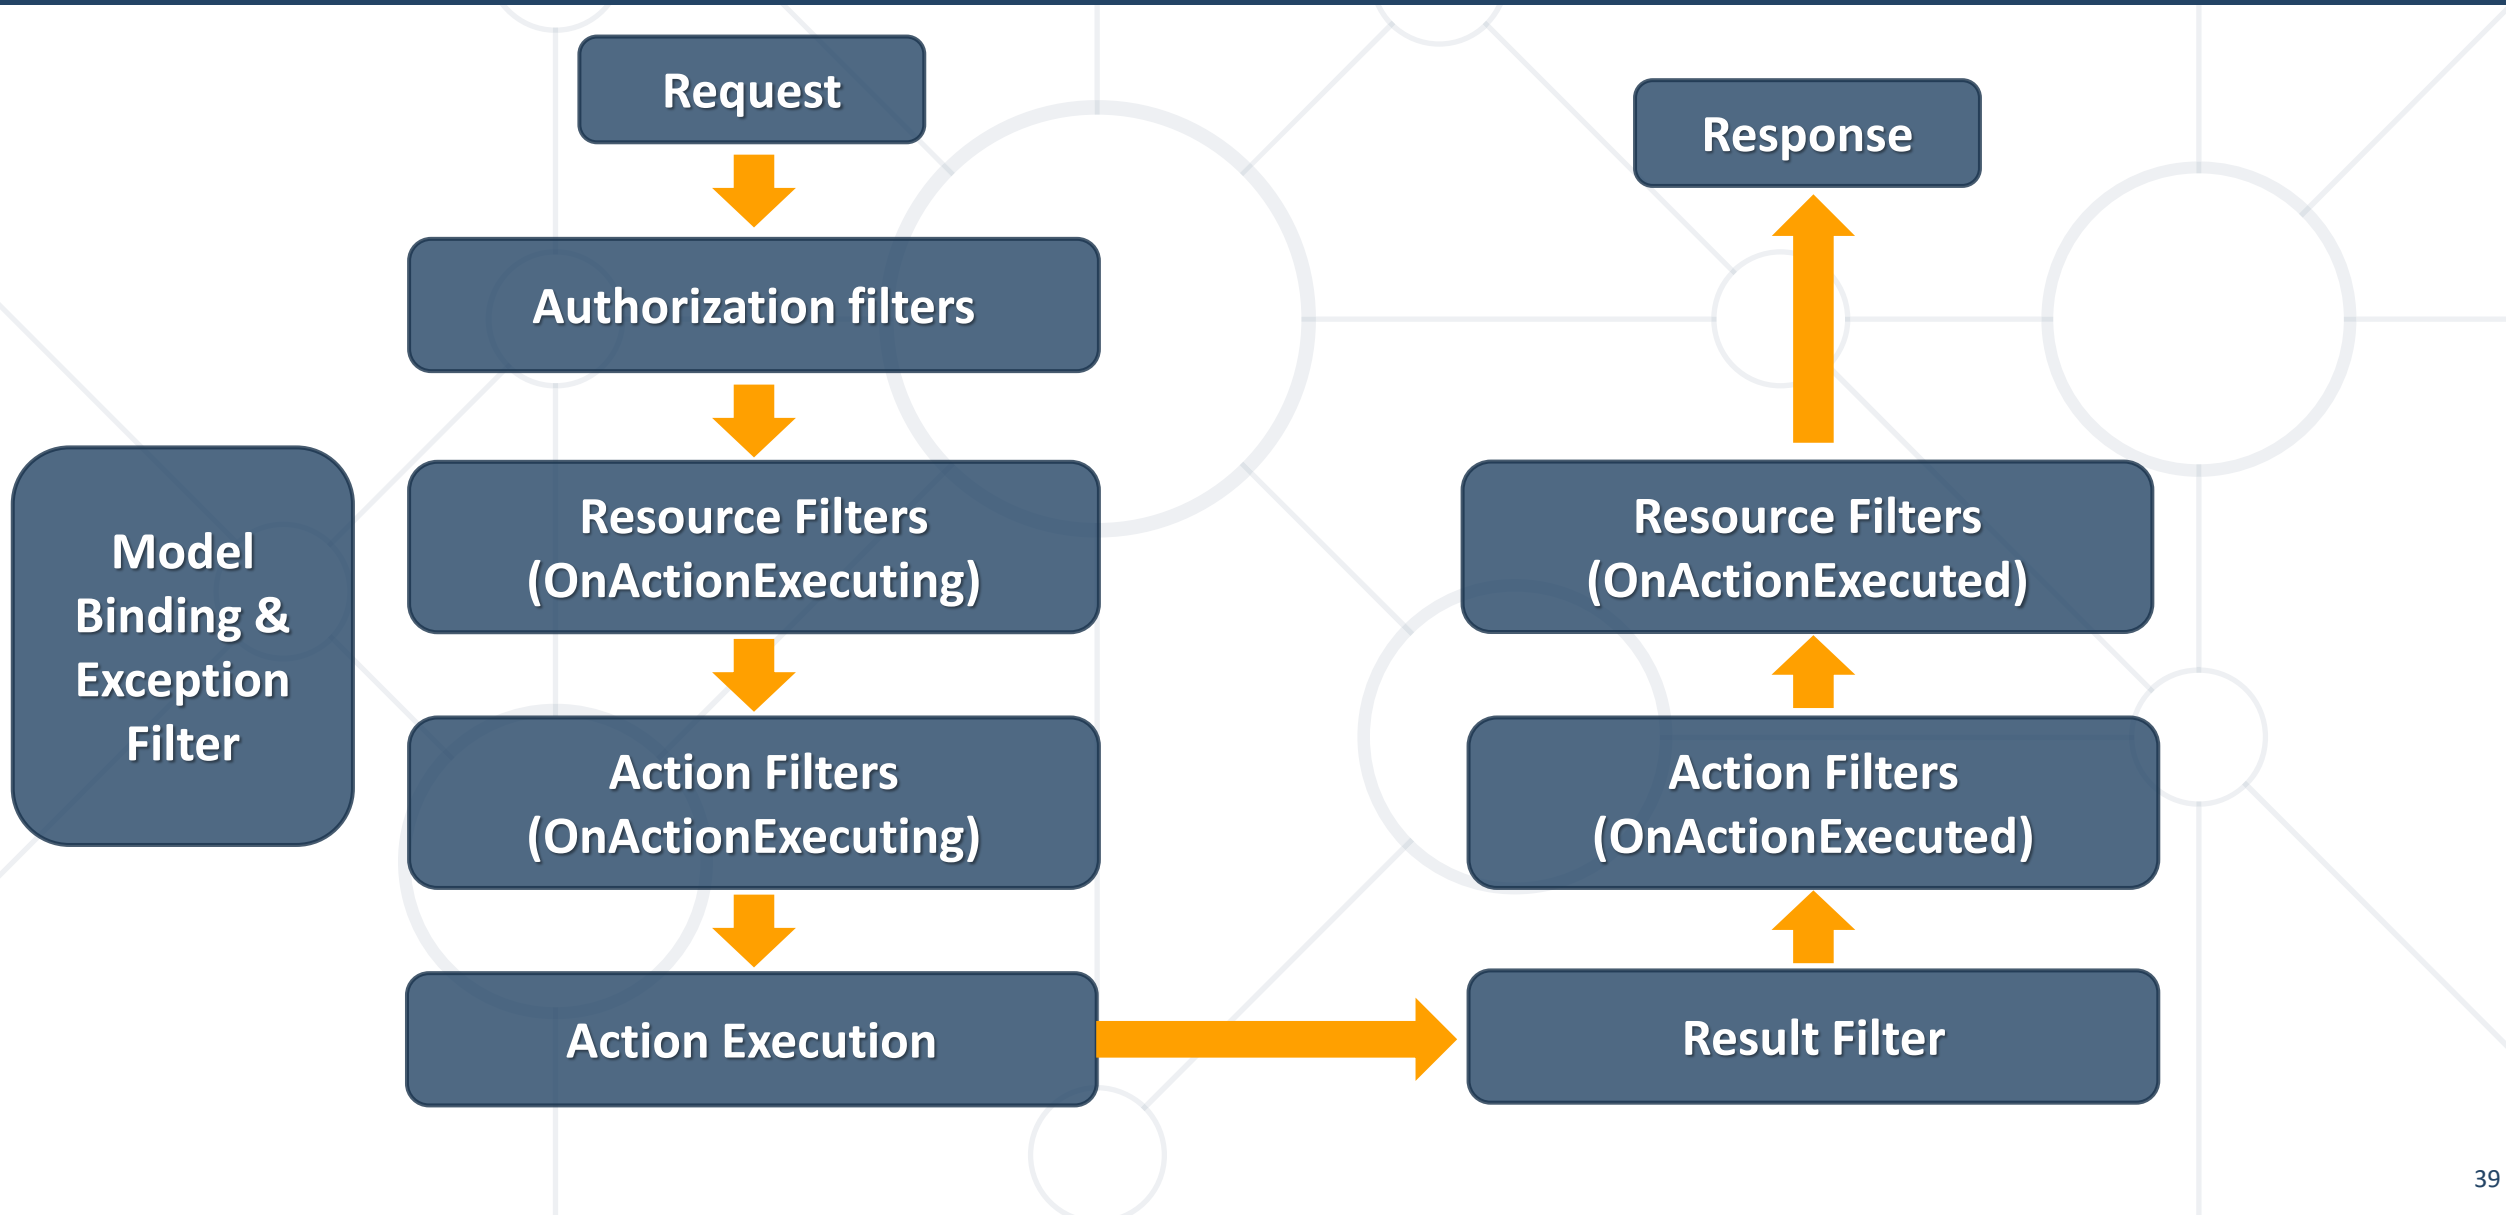 Request
Authorization filters
Resource Filters
(OnActionExecuting)
Model
Binding &
Exception
Filter
Action Filters
(OnActionExecuting)
Action Execution
Result Filter
Action Filters
(OnActionExecuted)
Resource Filters
(OnActionExecuted)
Response
39